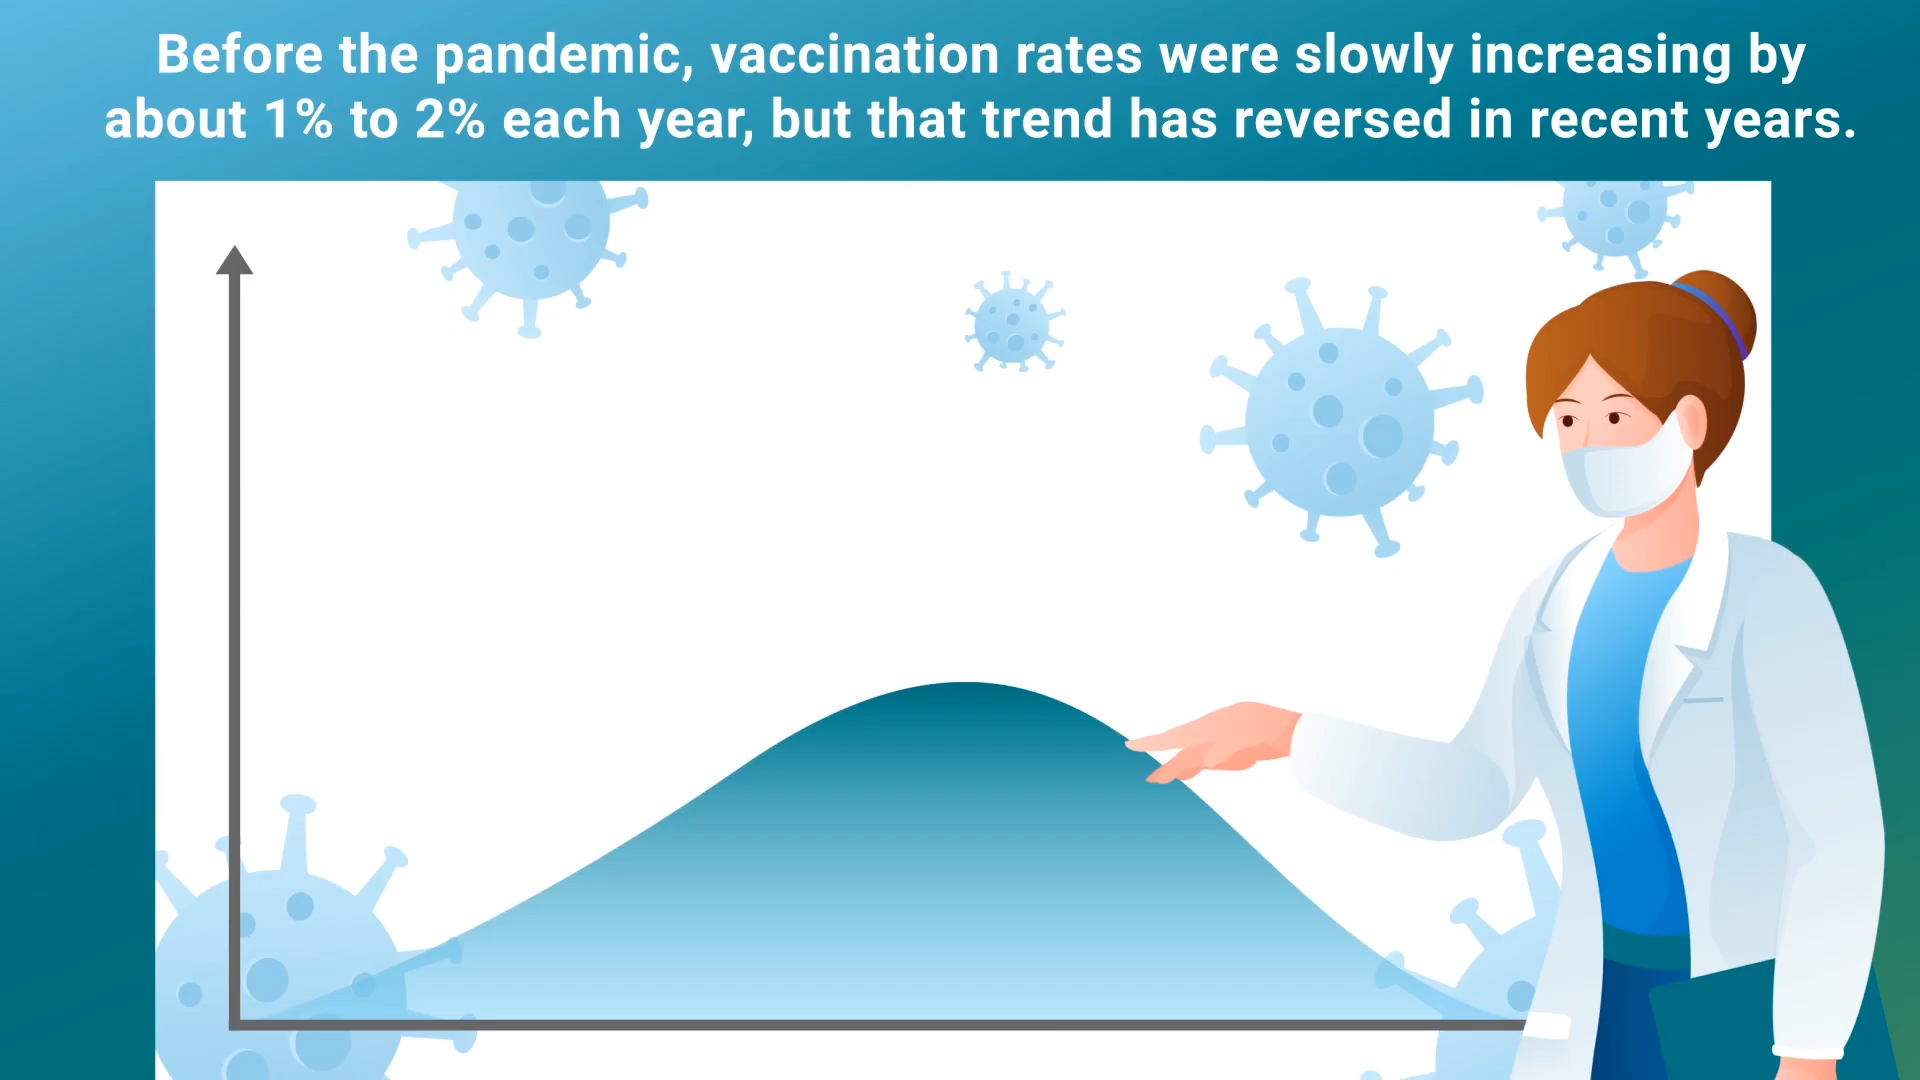 Before the pandemic, vaccination rates were slowly increasing by
about 1% to 2% each year, but that trend has reversed in recent years.